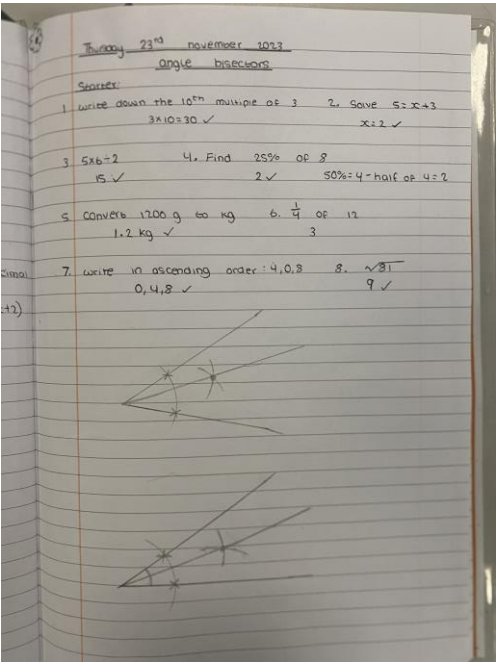 Thursday 23rd november 2023
angle bisectors
Starter:
1. write down the 10th multiple of 3 2. Solve 5=x+3
3×10=30 ✓ x=2 ✓
3. 5×6÷2 4. Find 25% of 8
15 ✓ 2 ✓ 50%=4-half of 4=2
5. Convert 1200 g to kg 6. 1/4 of 12
1.2 kg ✓ 3
7. write in ascending order: 4,0,8 8. √81
0,4,8 ✓ 9 ✓